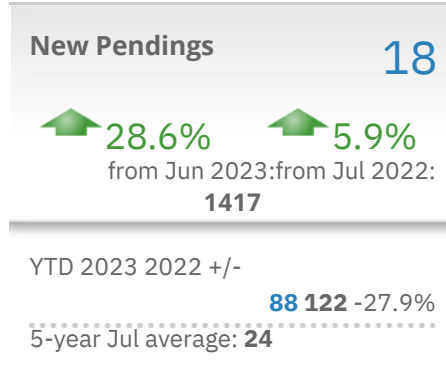 New Pendings
18
28.6% 5.9%
from Jun 2023:from Jul 2022:
1417
YTD 2023 2022 +/-
88 122 -27.9%
5-year Jul average: 24